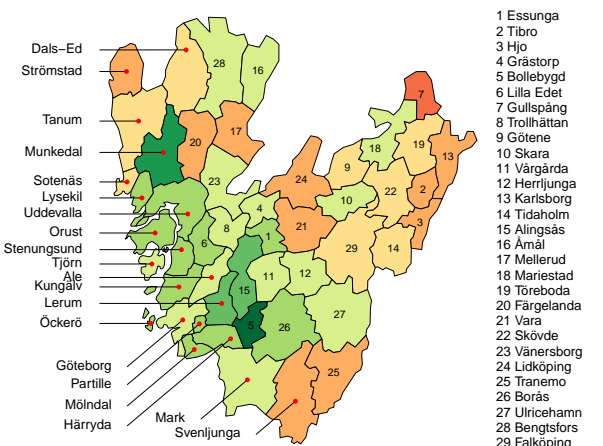 Dals–Ed
Strömstad
Tanum
Munkedal
Sotenäs
Lysekil
Uddevalla
Orust
Stenungsund
Tjörn
Ale
Kungälv
Lerum
Öckerö
Göteborg
Partille
Mölndal
Härryda
Mark
Svenljunga
28
16
7
17
20
18
19
13
9
24
23
22
2
10
4
3
21
8
1
6
29
14
11
12
15
27
5
26
25
1 Essunga
2 Tibro
3 Hjo
4 Grästorp
5 Bollebygd
6 Lilla Edet
7 Gullspång
8 Trollhättan
9 Götene
10 Skara
11 Vårgårda
12 Herrljunga
13 Karlsborg
14 Tidaholm
15 Alingsås
16 Åmål
17 Mellerud
18 Mariestad
19 Töreboda
20 Färgelanda
21 Vara
22 Skövde
23 Vänersborg
24 Lidköping
25 Tranemo
26 Borås
27 Ulricehamn
28 Bengtsfors
29 Falköping